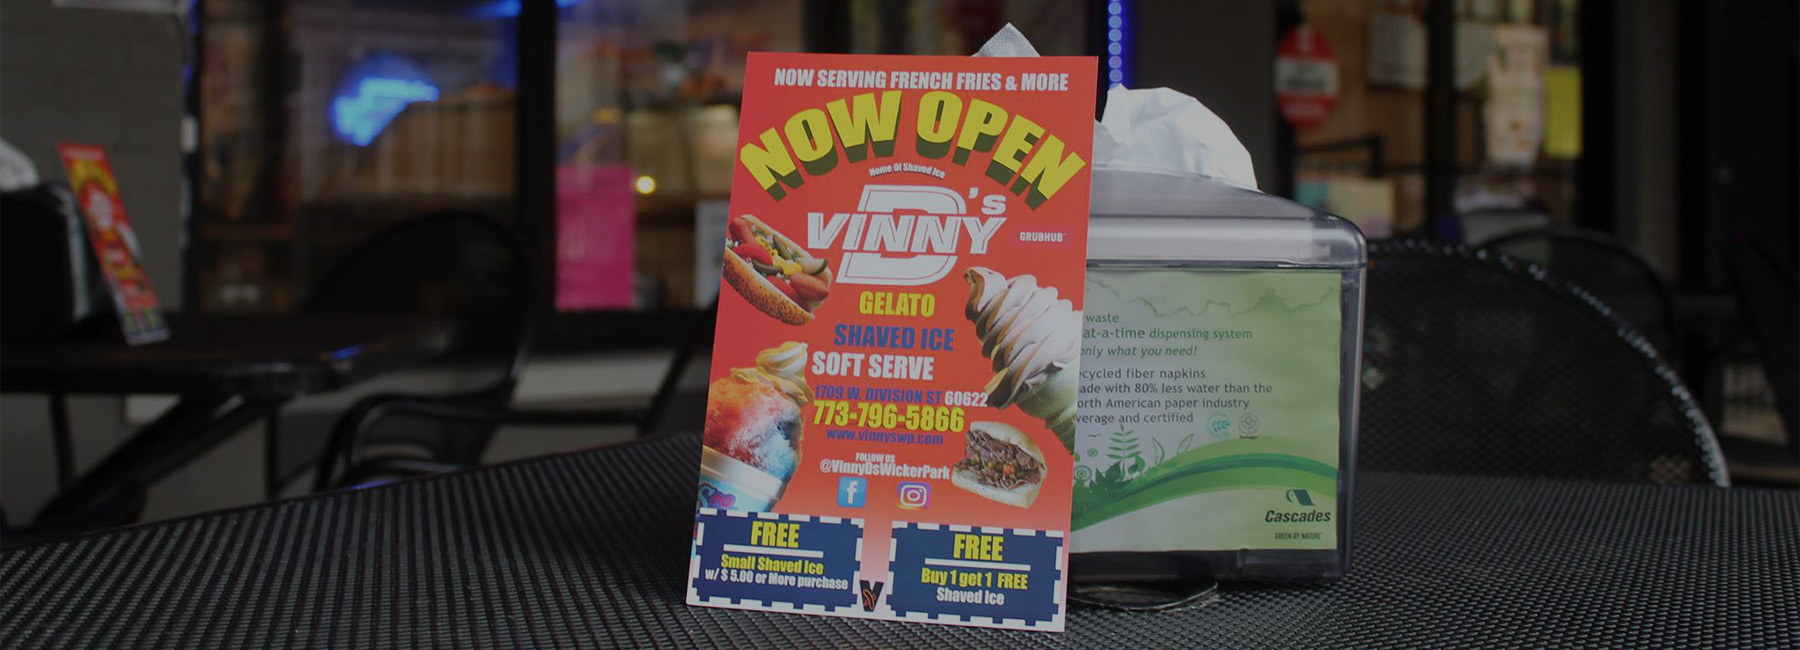 NOW SERVING FRENCH FRIES & MORE
NOW OPEN
Home Of Shaved Ice
VINNY D's
GRUBHUB
GELATO
SHAVED ICE
SOFT SERVE
1709 W. DIVISION ST 60622
773-796-5866
www.vinnyswp.com
FOLLOW US
@VinnyDsWickerPark
FREE
Small Shaved Ice
w/ $ 5.00 or More purchase
FREE
Buy 1 get 1 FREE
Shaved Ice
waste
at-a-time dispensing system
only what you need!
ecycled fiber napkins
ade with 80% less water than the
orth American paper industry
verage and certified
Cascades
GREEN BY NATURE